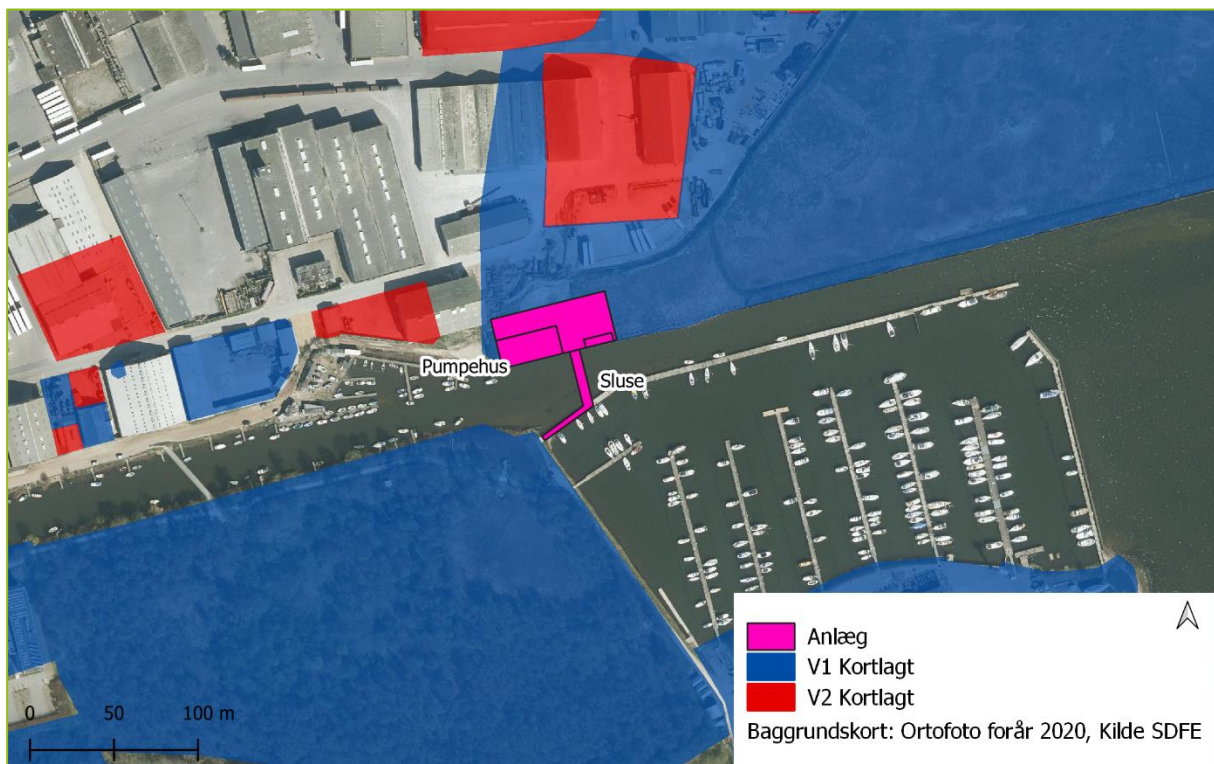 Pumpehus
Sluse
0 50 100 m
Anlæg
V1 Kortlagt
V2 Kortlagt
Baggrundskort: Ortofoto forår 2020, Kilde SDFE